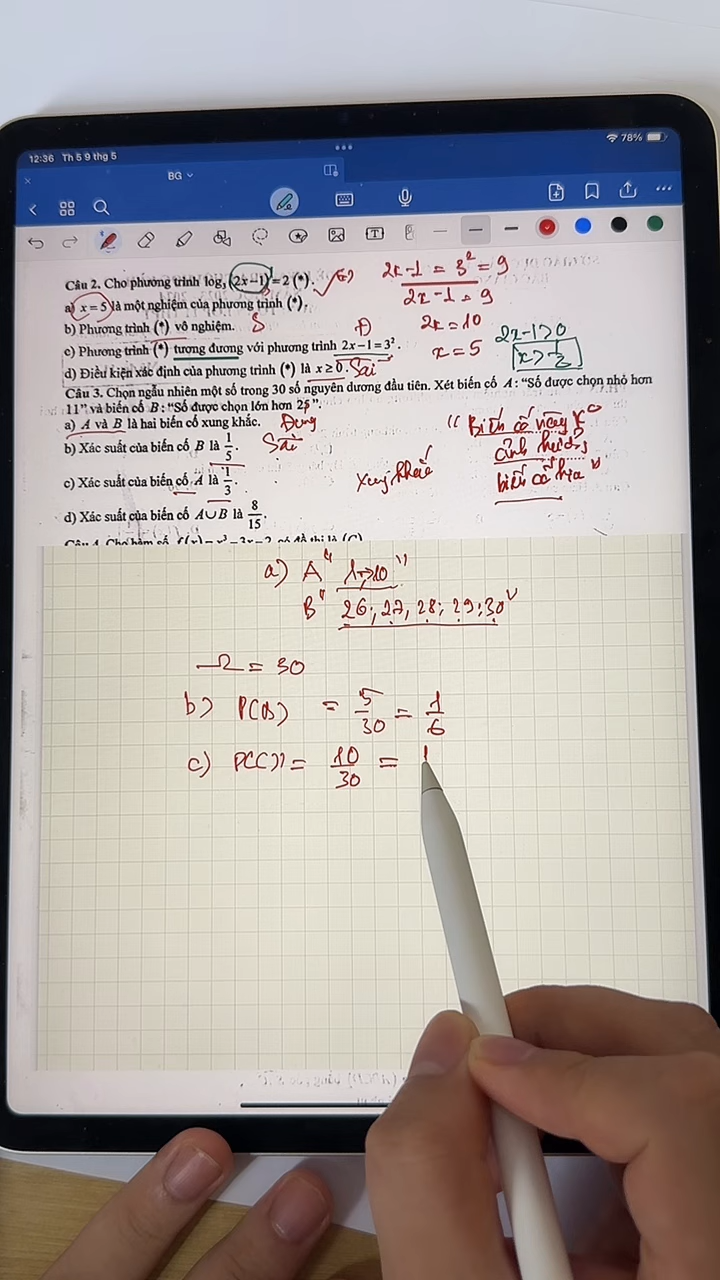 12:36 Th 5 9 thg 5
78%
BG
Câu 2. Cho phương trình log₃(2x−1)=2 (*).
2x-1 = 3² = 9
a) x = 5 là một nghiệm của phương trình (*).
2x-1 = 9
b) Phương trình (*) vô nghiệm. S
2x = 10
2x-1>0
c) Phương trình (*) tương đương với phương trình 2x−1=3². Đ
x = 5
x > 1/2
d) Điều kiện xác định của phương trình (*) là x ≥ 0. Sai
Câu 3. Chọn ngẫu nhiên một số trong 30 số nguyên dương đầu tiên. Xét biến cố A: “Số được chọn nhỏ hơn
11” và biến cố B: “Số được chọn lớn hơn 25”.
a) A và B là hai biến cố xung khắc. Đúng
b) Xác suất của biến cố B là 1/5. Sai
" Biến cố này K°
ảnh hưởng
biến cố kia "
c) Xác suất của biến cố A là 1/3.
Xung khắc
d) Xác suất của biến cố A∪B là 8/15.
a) A " 1→10 "
B " 26; 27; 28; 29; 30 "
Ω = 30
b) P(B) = 5/30 = 1/6
c) = 10/30 = 1